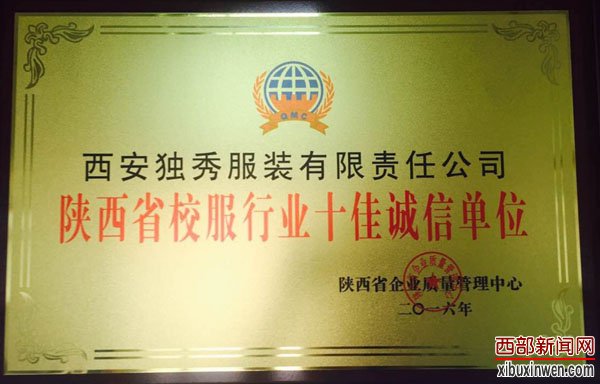 QMC
西安独秀服装有限责任公司
陕西省校服行业十佳诚信单位
陕西省企业质量管理中心
二〇一六年
西部新闻网
xibuxinwen.com